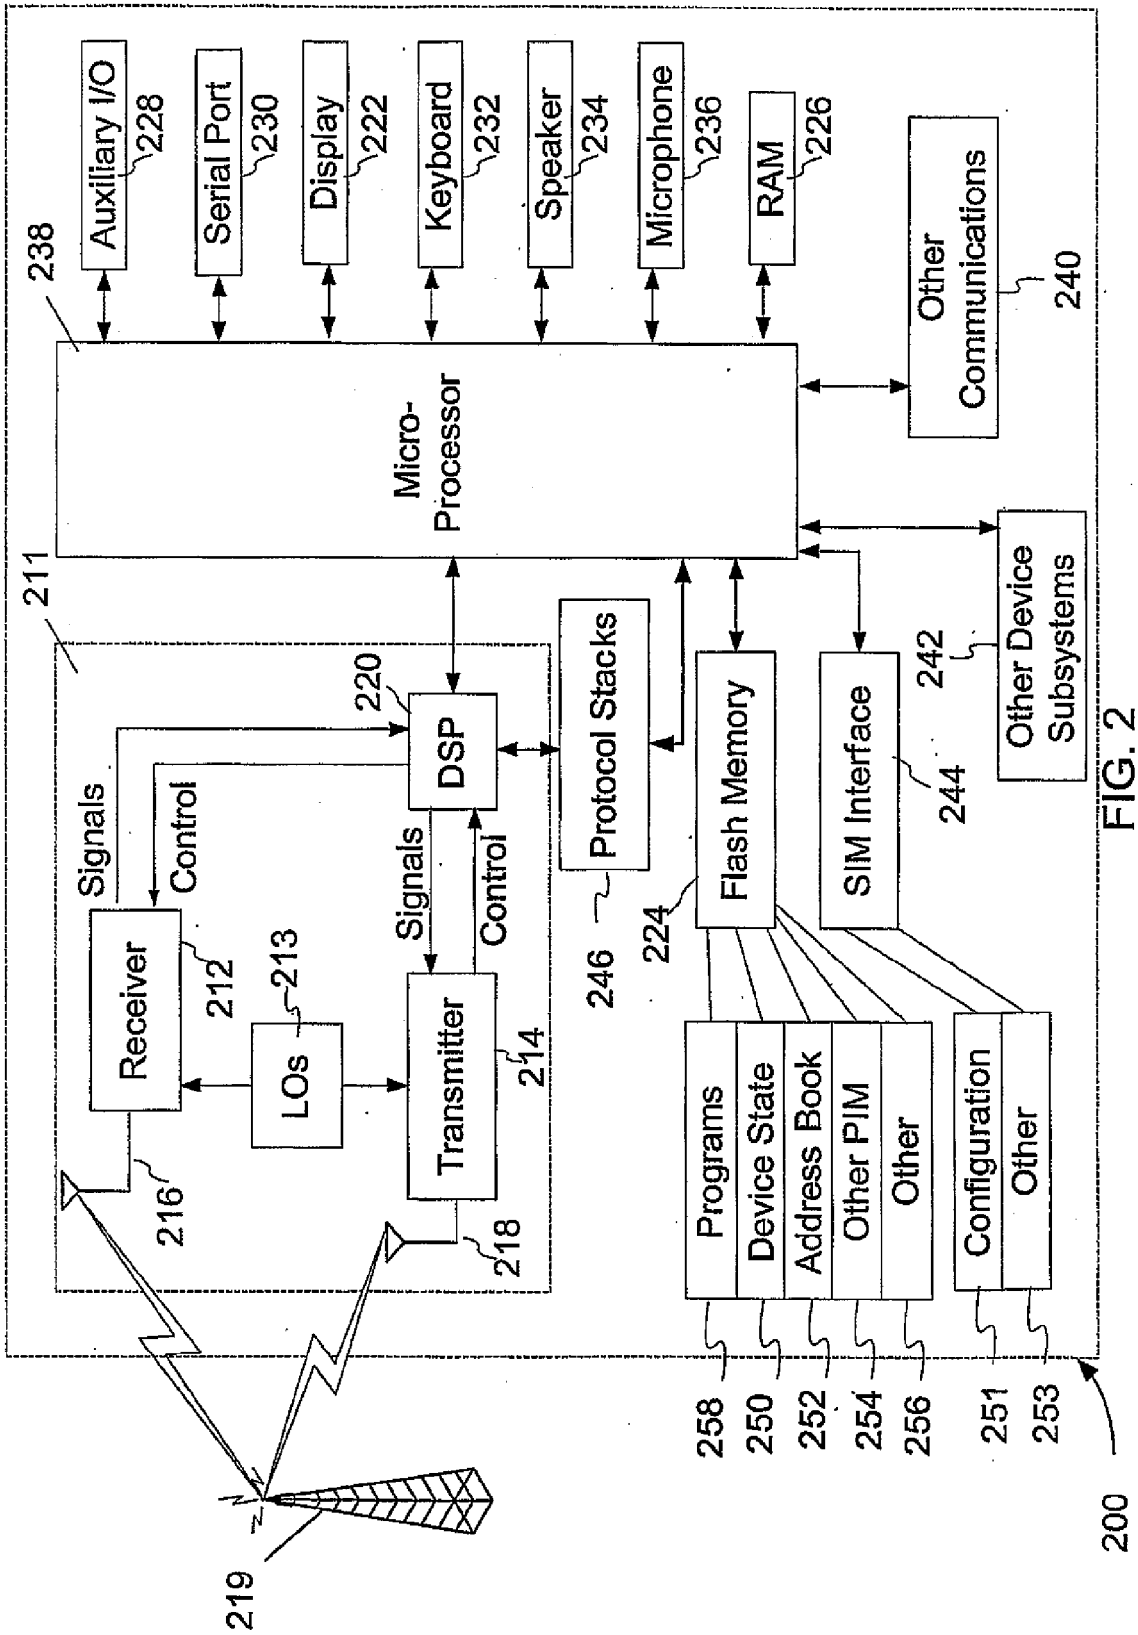 219
216
218
211
Receiver
212
LOs
213
Transmitter
214
Signals
Control
Signals
Control
DSP
220
Micro-
Processor
238
Auxiliary I/O
228
Serial Port
230
Display
222
Keyboard
232
Speaker
234
Microphone
236
RAM
226
Protocol Stacks
246
Flash Memory
224
SIM Interface
244
Other Device
Subsystems
242
Other
Communications
240
258
Programs
250
Device State
252
Address Book
254
Other PIM
256
Other
251
Configuration
253
Other
200
FIG. 2